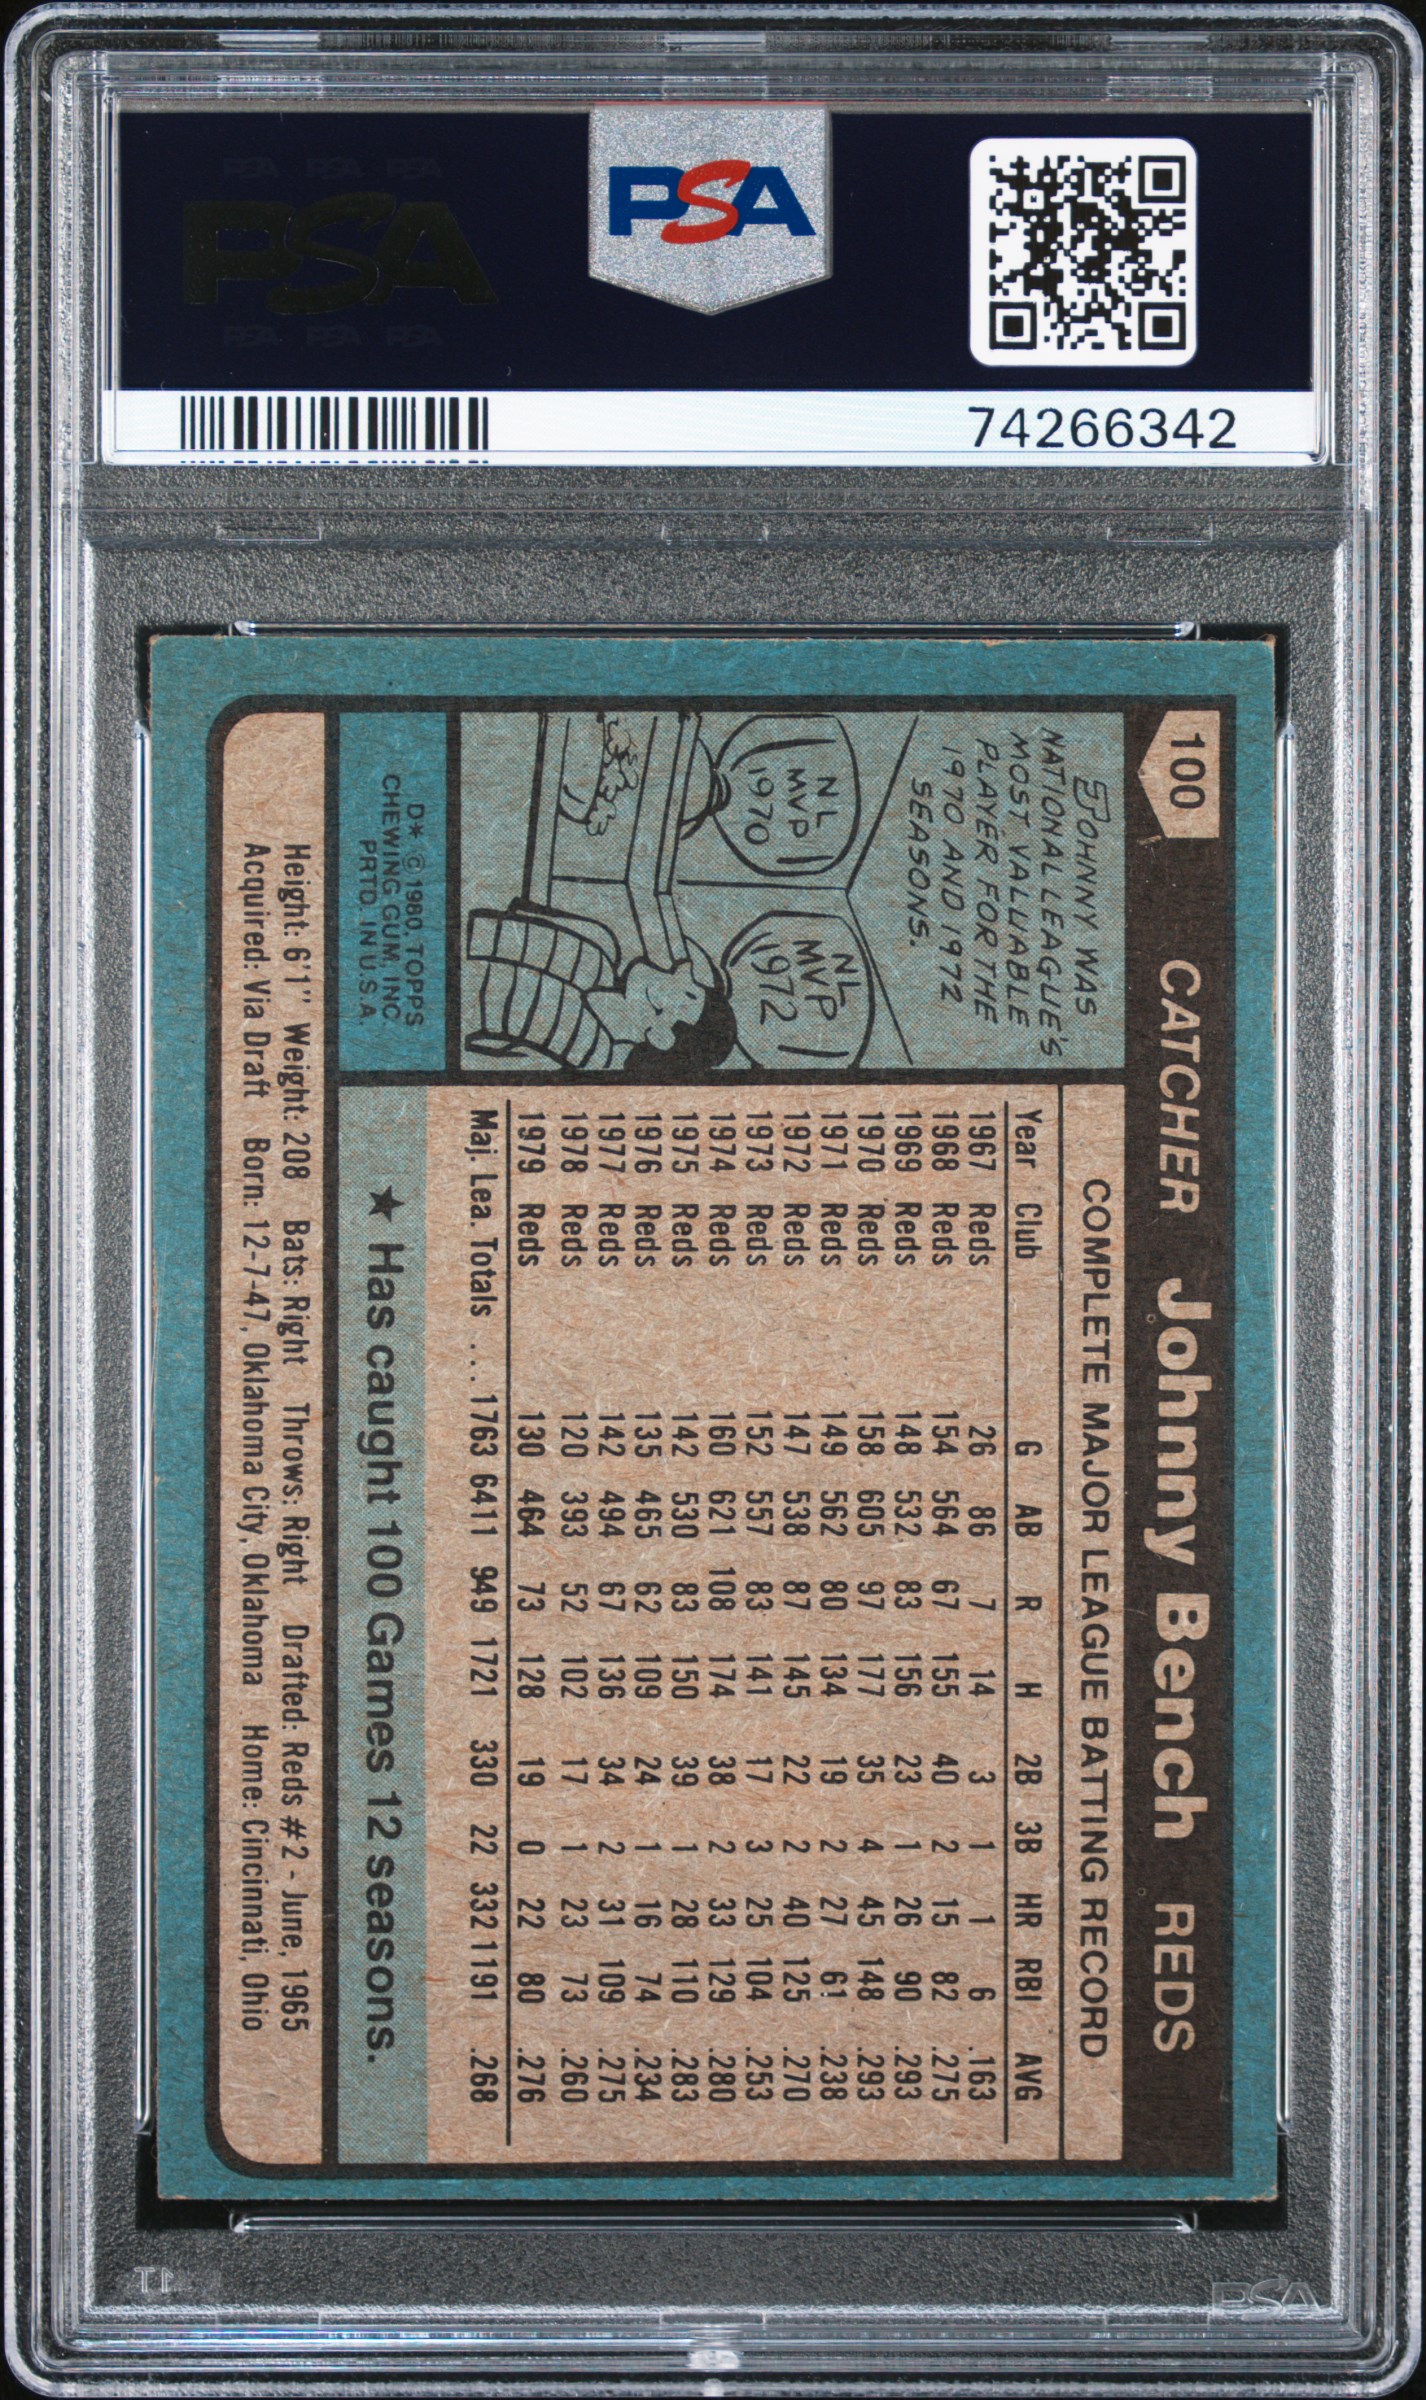 PSA PSA PSA
PSA
PSA PSA PSA
PSA
74266342
100 CATCHER Johnny Bench REDS
JOHNNY WAS
NATIONAL LEAGUE'S
MOST VALUABLE
PLAYER FOR THE
1970 AND 1972
SEASONS.
NL
MVP
1970
NL
MVP
1972
D* © 1980 TOPPS
CHEWING GUM, INC.
PRTD. IN U.S.A.
COMPLETE MAJOR LEAGUE BATTING RECORD
Year Club G AB R H 2B 3B HR RBI AVG
1967 Reds 26 86 7 14 3 1 1 6 .163
1968 Reds 154 564 67 155 40 2 15 82 .275
1969 Reds 148 532 83 156 23 1 26 90 .293
1970 Reds 158 605 97 177 35 4 45 148 .293
1971 Reds 149 562 80 134 19 2 27 61 .238
1972 Reds 147 538 87 145 22 2 40 125 .270
1973 Reds 152 557 83 141 17 3 25 104 .253
1974 Reds 160 621 108 174 38 2 33 129 .280
1975 Reds 142 530 83 150 39 1 28 110 .283
1976 Reds 135 465 62 109 24 1 16 74 .234
1977 Reds 142 494 67 136 34 2 31 109 .275
1978 Reds 120 393 52 102 17 1 23 73 .260
1979 Reds 130 464 73 128 19 0 22 80 .276
Maj. Lea. Totals .... 1763 6411 949 1721 330 22 332 1191 .268
★ Has caught 100 Games 12 seasons.
Height: 6'1" Weight: 208 Bats: Right Throws: Right Drafted: Reds #2 - June, 1965
Acquired: Via Draft Born: 12-7-47, Oklahoma City, Oklahoma Home: Cincinnati, Ohio
PSA